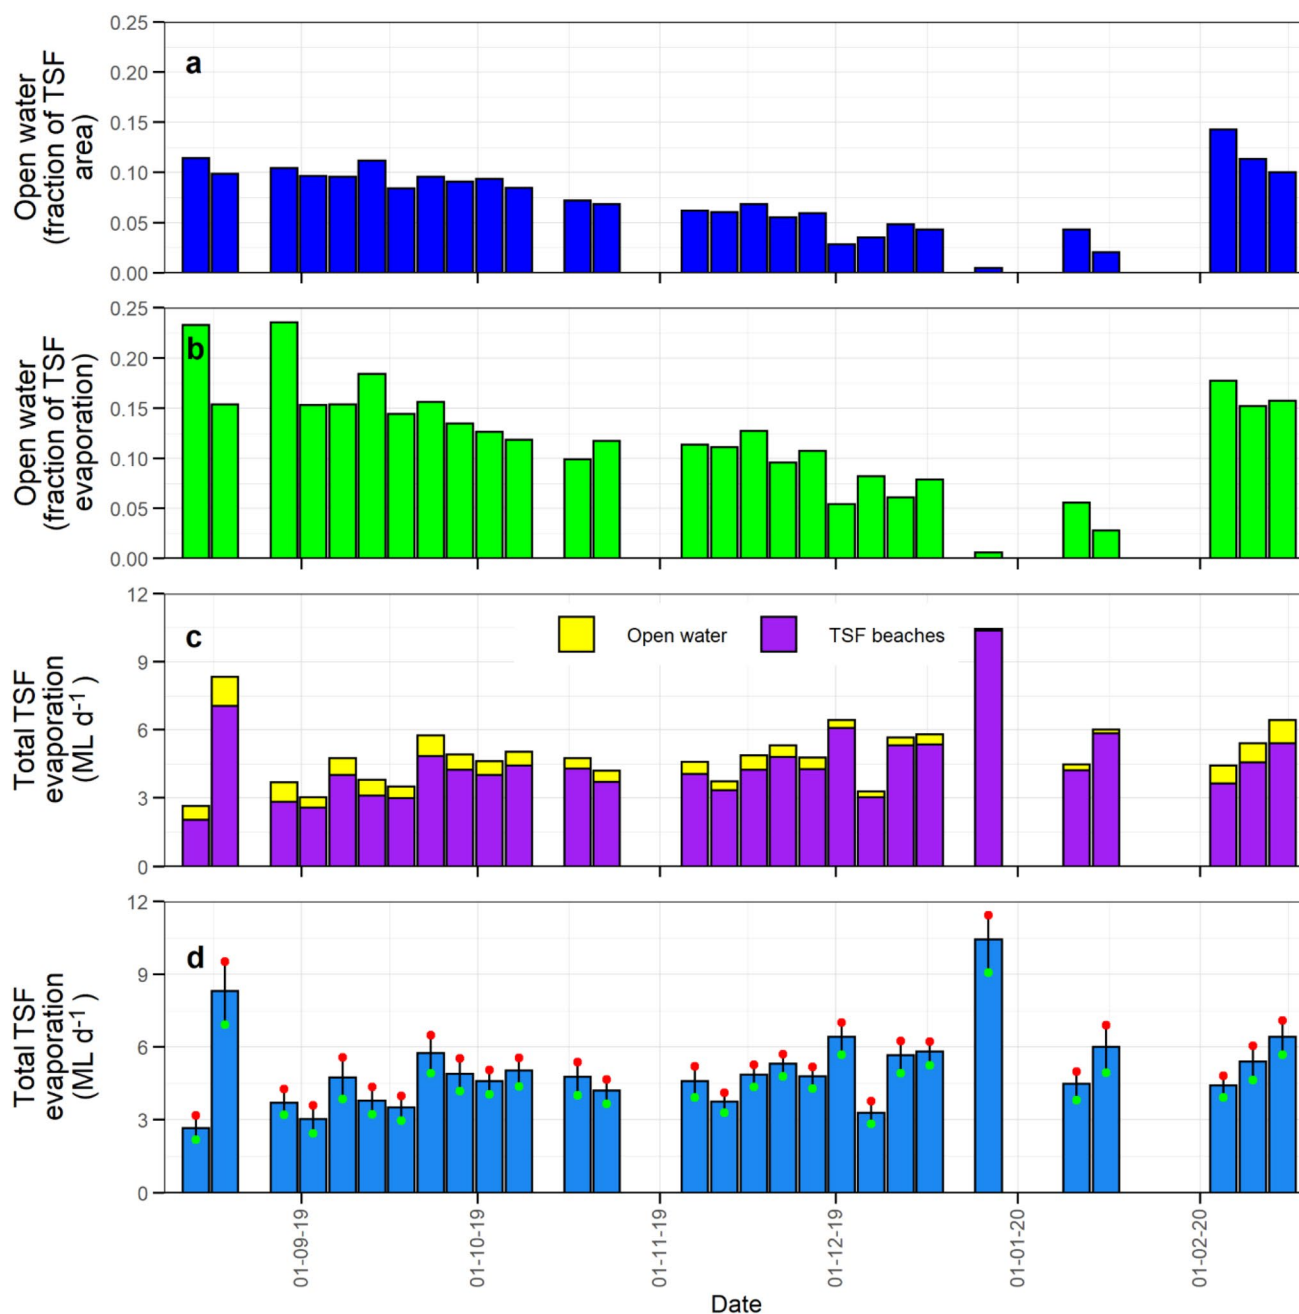 a
Open water
(fraction of TSF
area)
0.25
0.20
0.15
0.10
0.05
0.00
b
Open water
(fraction of TSF
evaporation)
0.25
0.20
0.15
0.10
0.05
0.00
c
Open water
TSF beaches
Total TSF
evaporation
(ML d⁻¹ )
12
9
6
3
0
d
Total TSF
evaporation
(ML d⁻¹ )
12
9
6
3
0
01-09-19
01-10-19
01-11-19
01-12-19
01-01-20
01-02-20
Date